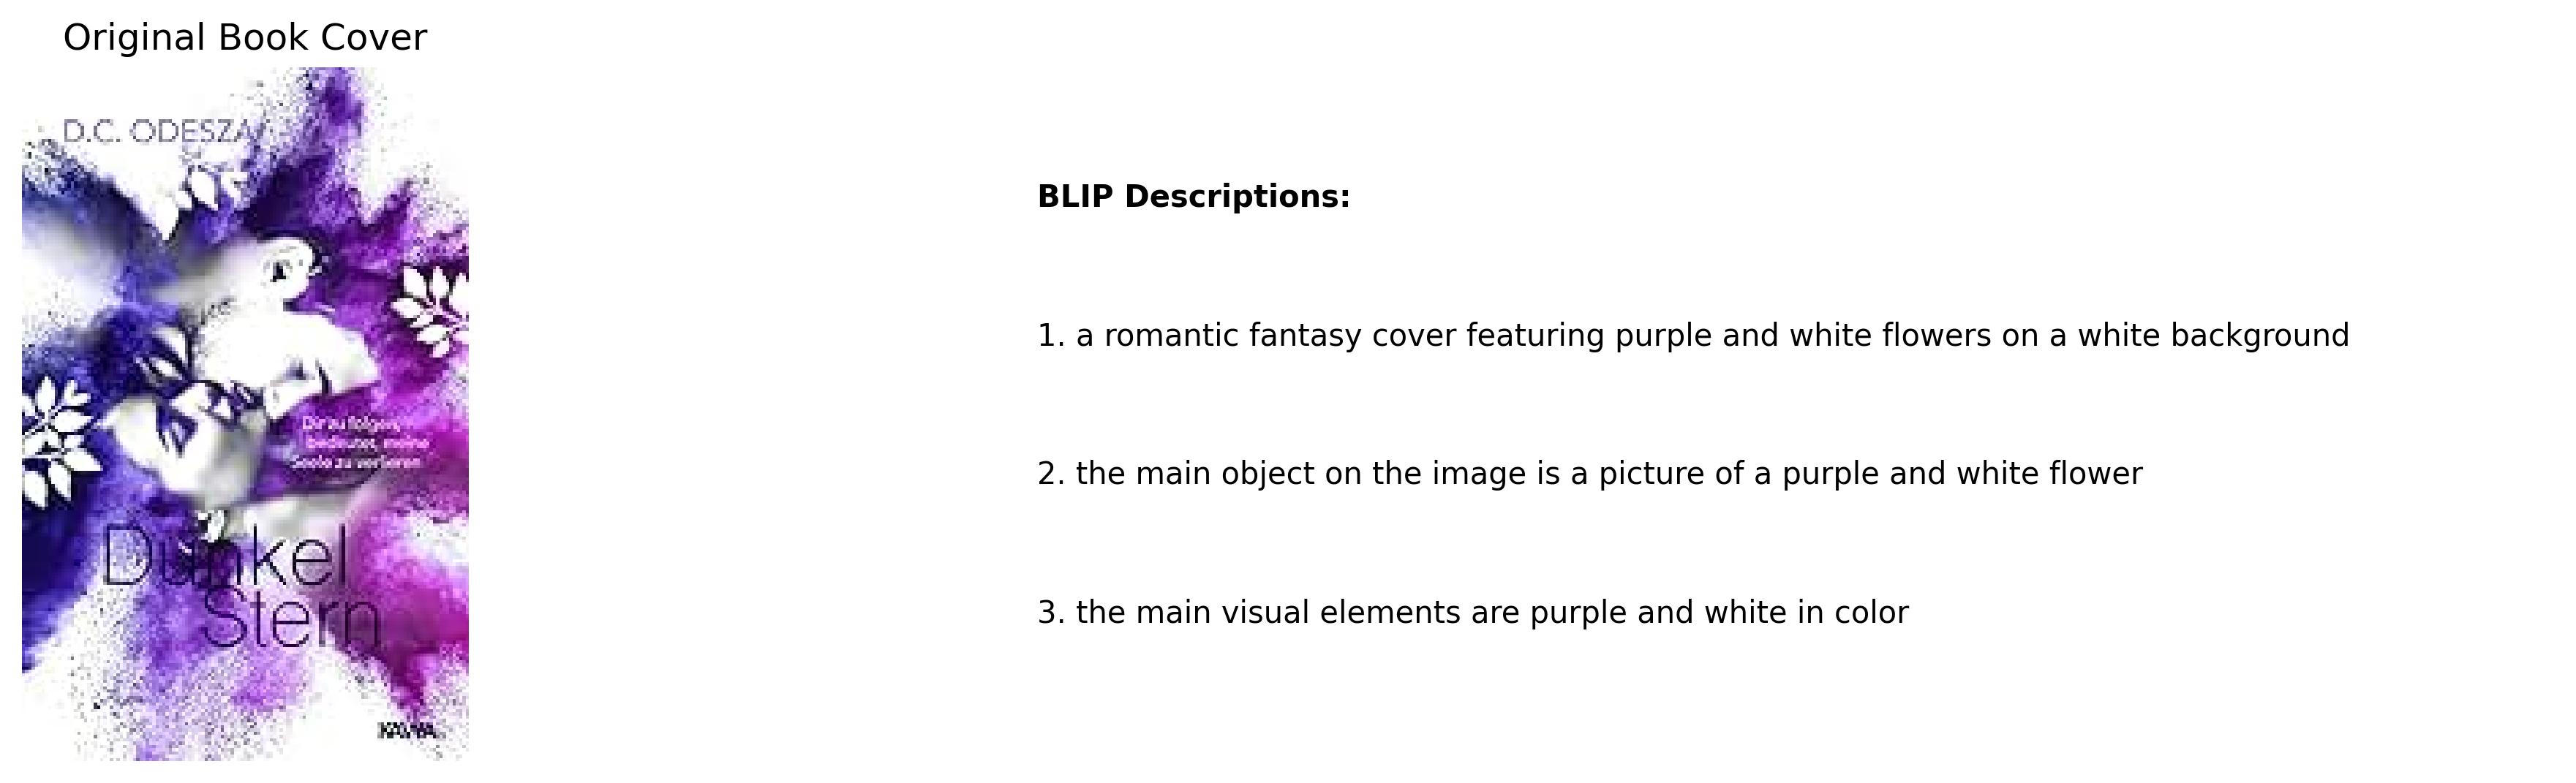 Original Book Cover
D.C. ODESZA
Dir zu folgen,
bedeutet, meine
Seele zu verlieren
Dunkel
Stern
KAWA
BLIP Descriptions:
1. a romantic fantasy cover featuring purple and white flowers on a white background
2. the main object on the image is a picture of a purple and white flower
3. the main visual elements are purple and white in color